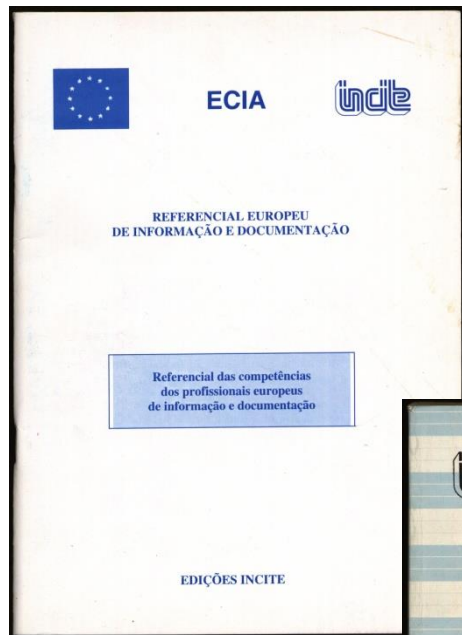 ECIA
incite
REFERENCIAL EUROPEU
DE INFORMAÇÃO E DOCUMENTAÇÃO
Referencial das competências
dos profissionais europeus
de informação e documentação
EDIÇÕES INCITE